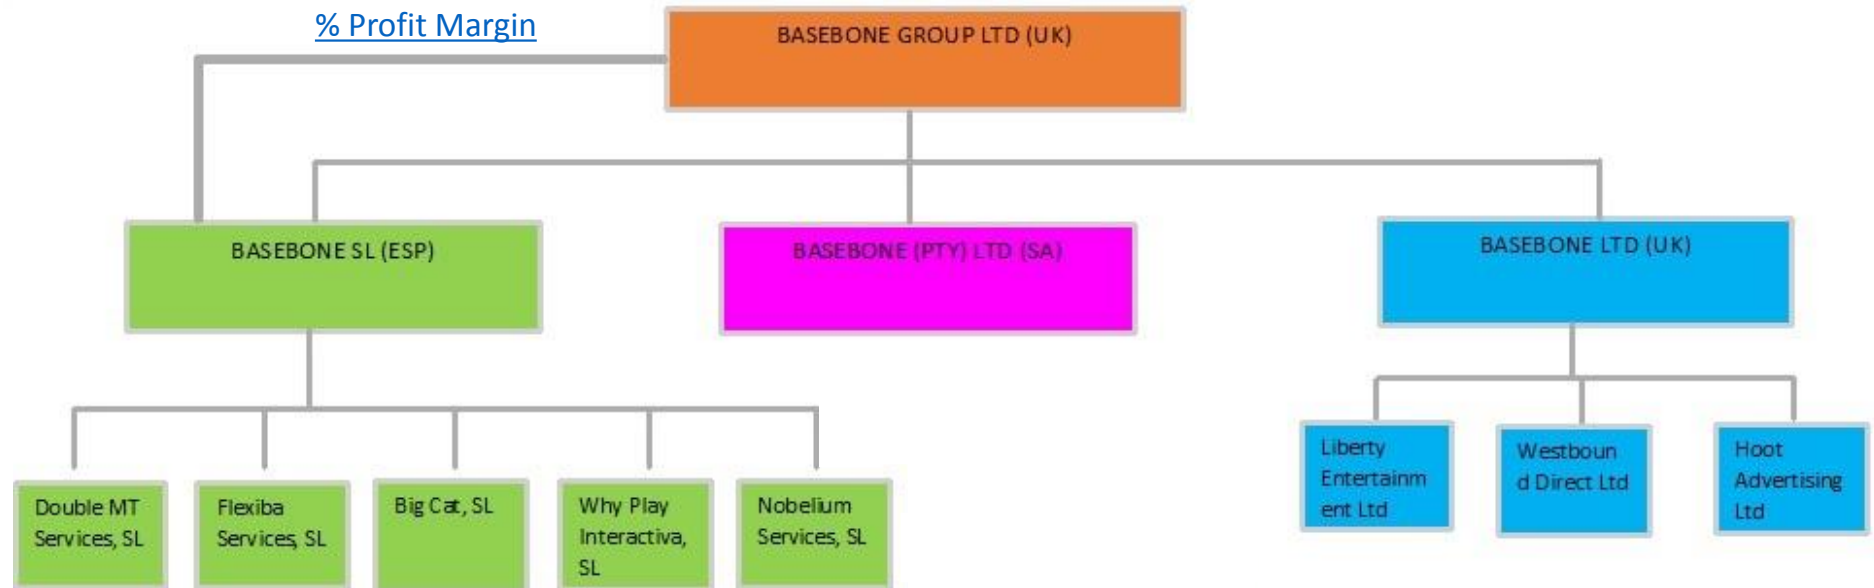 % Profit Margin
BASEBONE GROUP LTD (UK)
BASEBONE SL (ESP)
BASEBONE (PTY) LTD (SA)
BASEBONE LTD (UK)
Double MT
Services, SL
Flexiba
Services, SL
Big Cat, SL
Why Play
Interactiva,
SL
Nobelium
Services, SL
Liberty
Entertainm
ent Ltd
Westboun
d Direct Ltd
Hoot
Advertising
Ltd